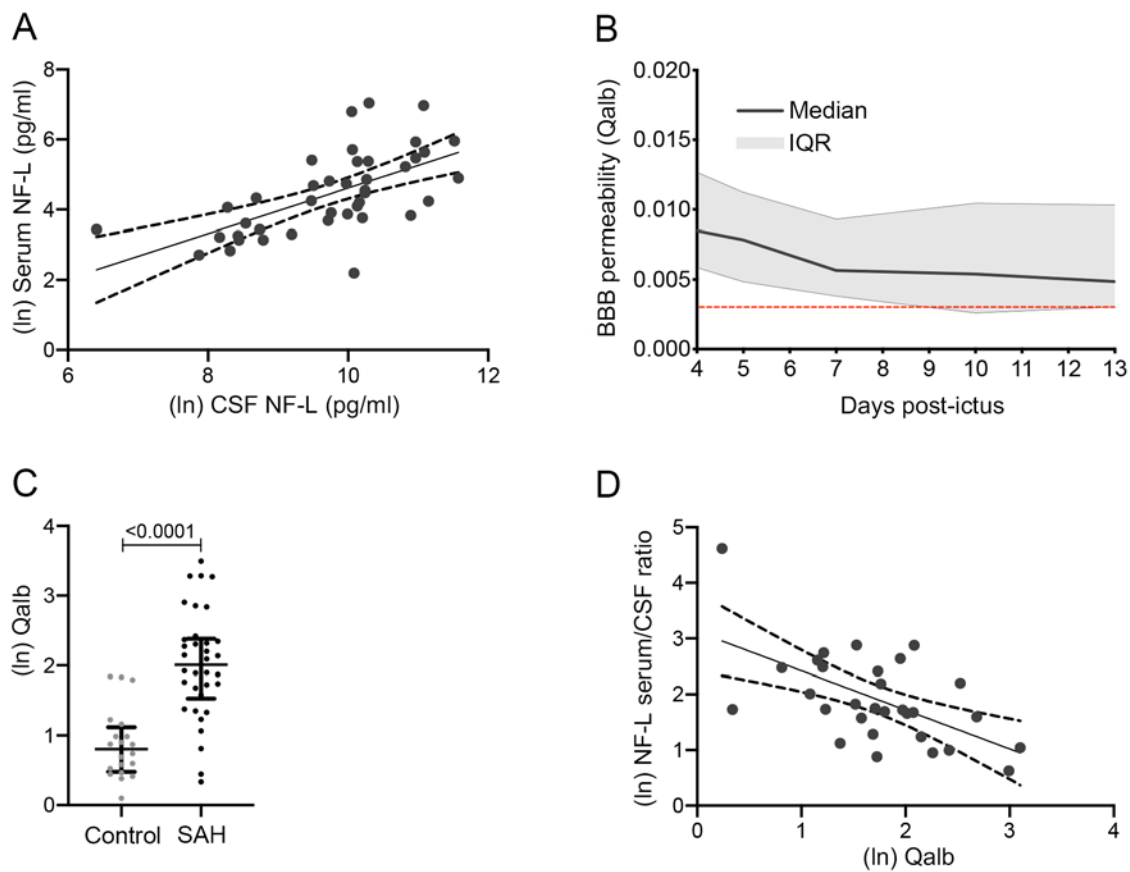 A
(ln) Serum NF-L (pg/ml)
8
6
4
2
0
6
8
10
12
(ln) CSF NF-L (pg/ml)
B
BBB permeability (Qalb)
0.020
0.015
0.010
0.005
0.000
Median
IQR
4
5
6
7
8
9
10
11
12
13
Days post-ictus
C
(ln) Qalb
4
3
2
1
0
<0.0001
Control
SAH
D
(ln) NF-L serum/CSF ratio
5
4
3
2
1
0
0
1
2
3
4
(ln) Qalb